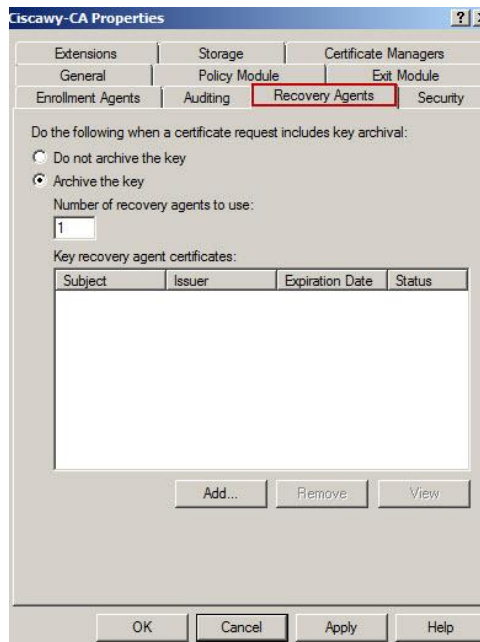 Ciscawy-CA Properties
Extensions Storage Certificate Managers
General Policy Module Exit Module
Enrollment Agents Auditing Recovery Agents Security
Do the following when a certificate request includes key archival:
Do not archive the key
Archive the key
Number of recovery agents to use:
1
Key recovery agent certificates:
Subject Issuer Expiration Date Status
Add... Remove View
OK Cancel Apply Help